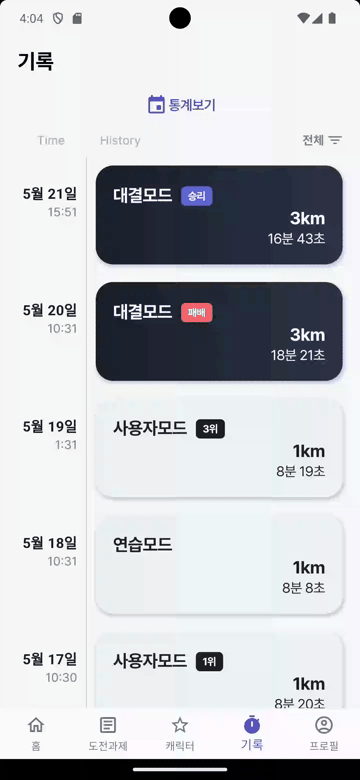 4:04
기록
통계보기
Time History 전체
5월 21일
15:51
대결모드 승리
3km
16분 43초
5월 20일
10:31
대결모드 패배
3km
18분 21초
5월 19일
1:31
사용자모드 3위
1km
8분 19초
5월 18일
10:31
연습모드
1km
8분 8초
5월 17일
10:30
사용자모드 1위
1km
8분 20초
홈 도전과제 캐릭터 기록 프로필